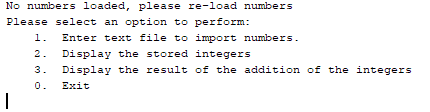 No numbers loaded, please re-load numbers
Please select an option to perform:
1. Enter text file to import numbers.
2. Display the stored integers
3. Display the result of the addition of the integers
0. Exit